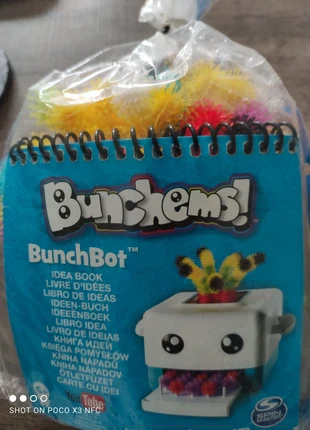 Bunchems!
BunchBot™
IDEA BOOK
LIVRE D'IDÉES
LIBRO DE IDEAS
IDEEN-BUCH
IDEEËNBOEK
LIBRO IDEA
LIVRO DE IDEIAS
КНИГА ИДЕЙ
KSIĘGA POMYSŁÓW
KNIHA NÁPADŮ
KNIHA NÁPADOV
ÖTLETFÜZET
CARTE CU IDEI
YouTube
SPIN MASTER
SHOT ON POCO X3 NFC